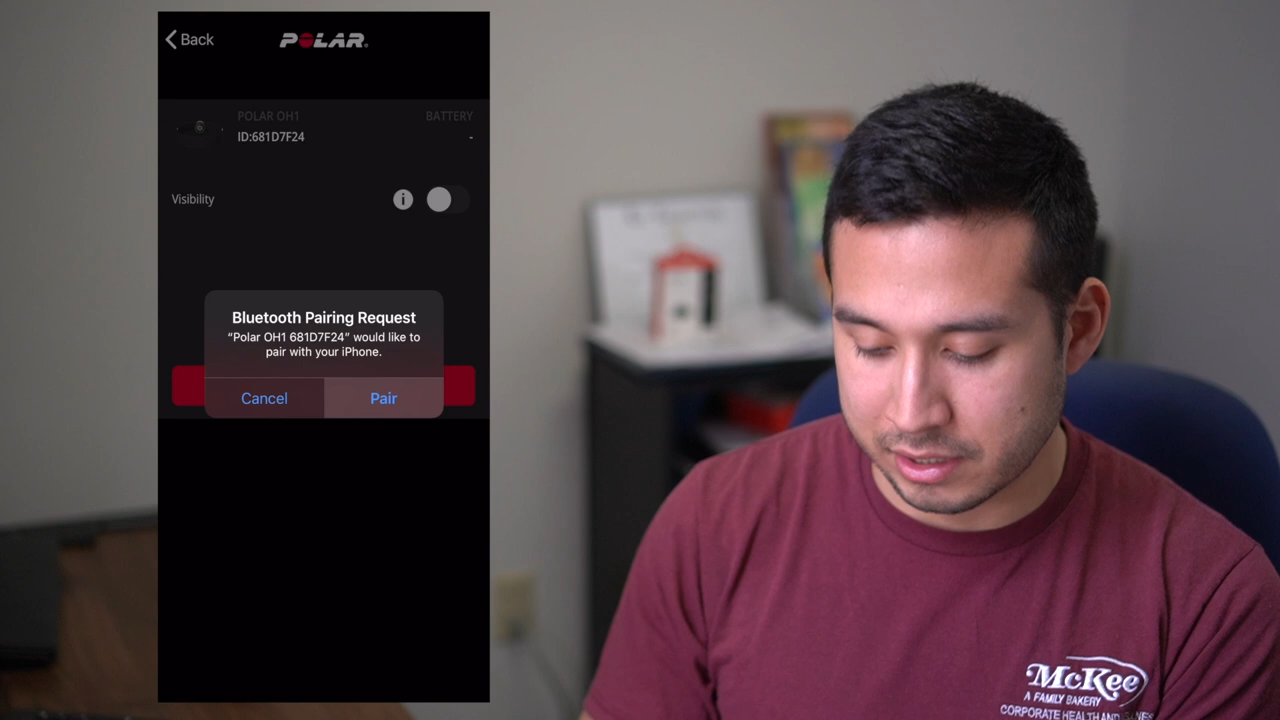 Back
POLAR
POLAR OH1
BATTERY
ID:681D7F24
-
Visibility
i
Bluetooth Pairing Request
“Polar OH1 681D7F24” would like to
pair with your iPhone.
Cancel
Pair
McKee
A FAMILY BAKERY
CORPORATE HEALTH AND